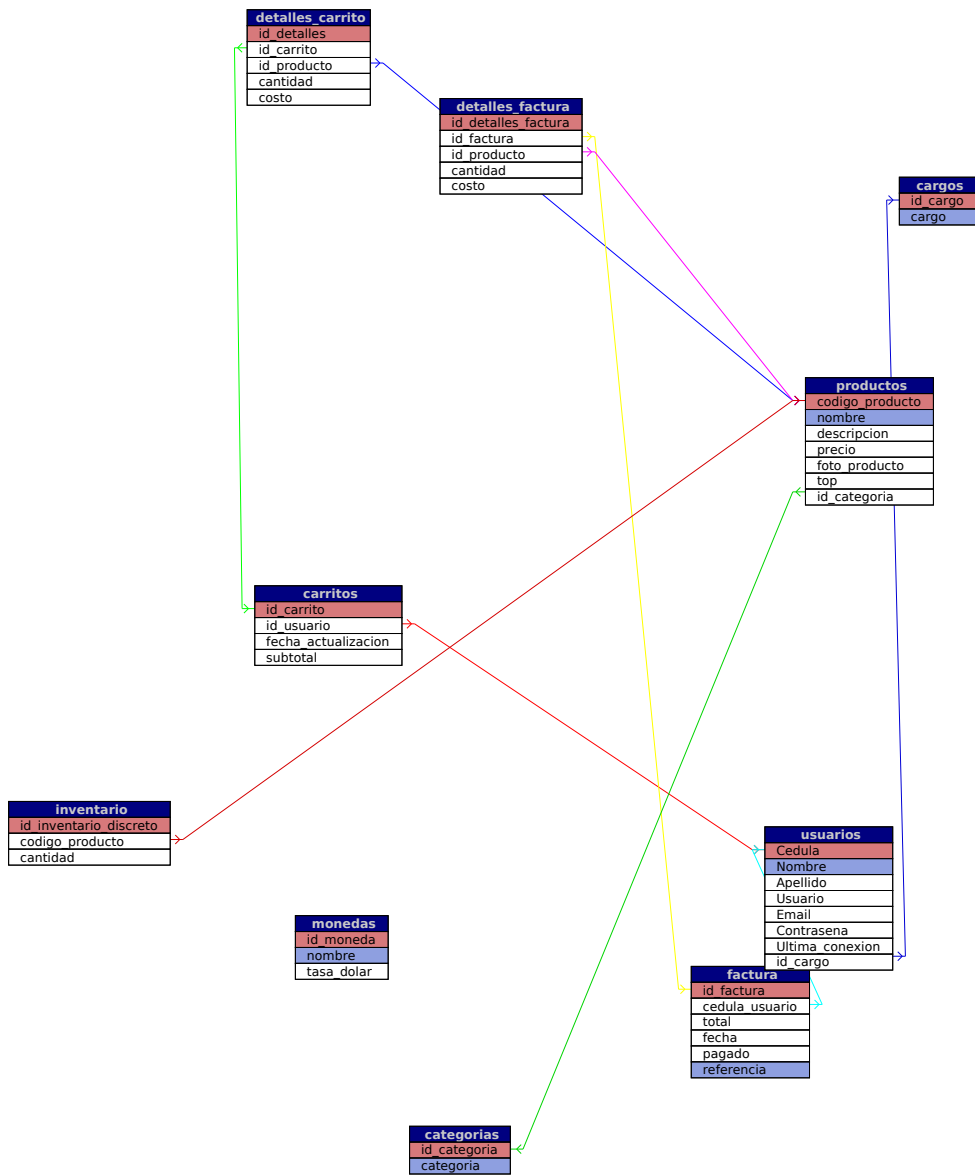 detalles_carrito
id_detalles
id_carrito
id_producto
cantidad
costo
detalles_factura
id_detalles_factura
id_factura
id_producto
cantidad
costo
cargos
id_cargo
cargo
productos
codigo_producto
nombre
descripcion
precio
foto_producto
top
id_categoria
carritos
id_carrito
id_usuario
fecha_actualizacion
subtotal
inventario
id_inventario_discreto
codigo_producto
cantidad
usuarios
Cedula
Nombre
Apellido
Usuario
Email
Contrasena
Ultima_conexion
id_cargo
monedas
id_moneda
nombre
tasa_dolar
factura
id_factura
cedula_usuario
total
fecha
pagado
referencia
categorias
id_categoria
categoria